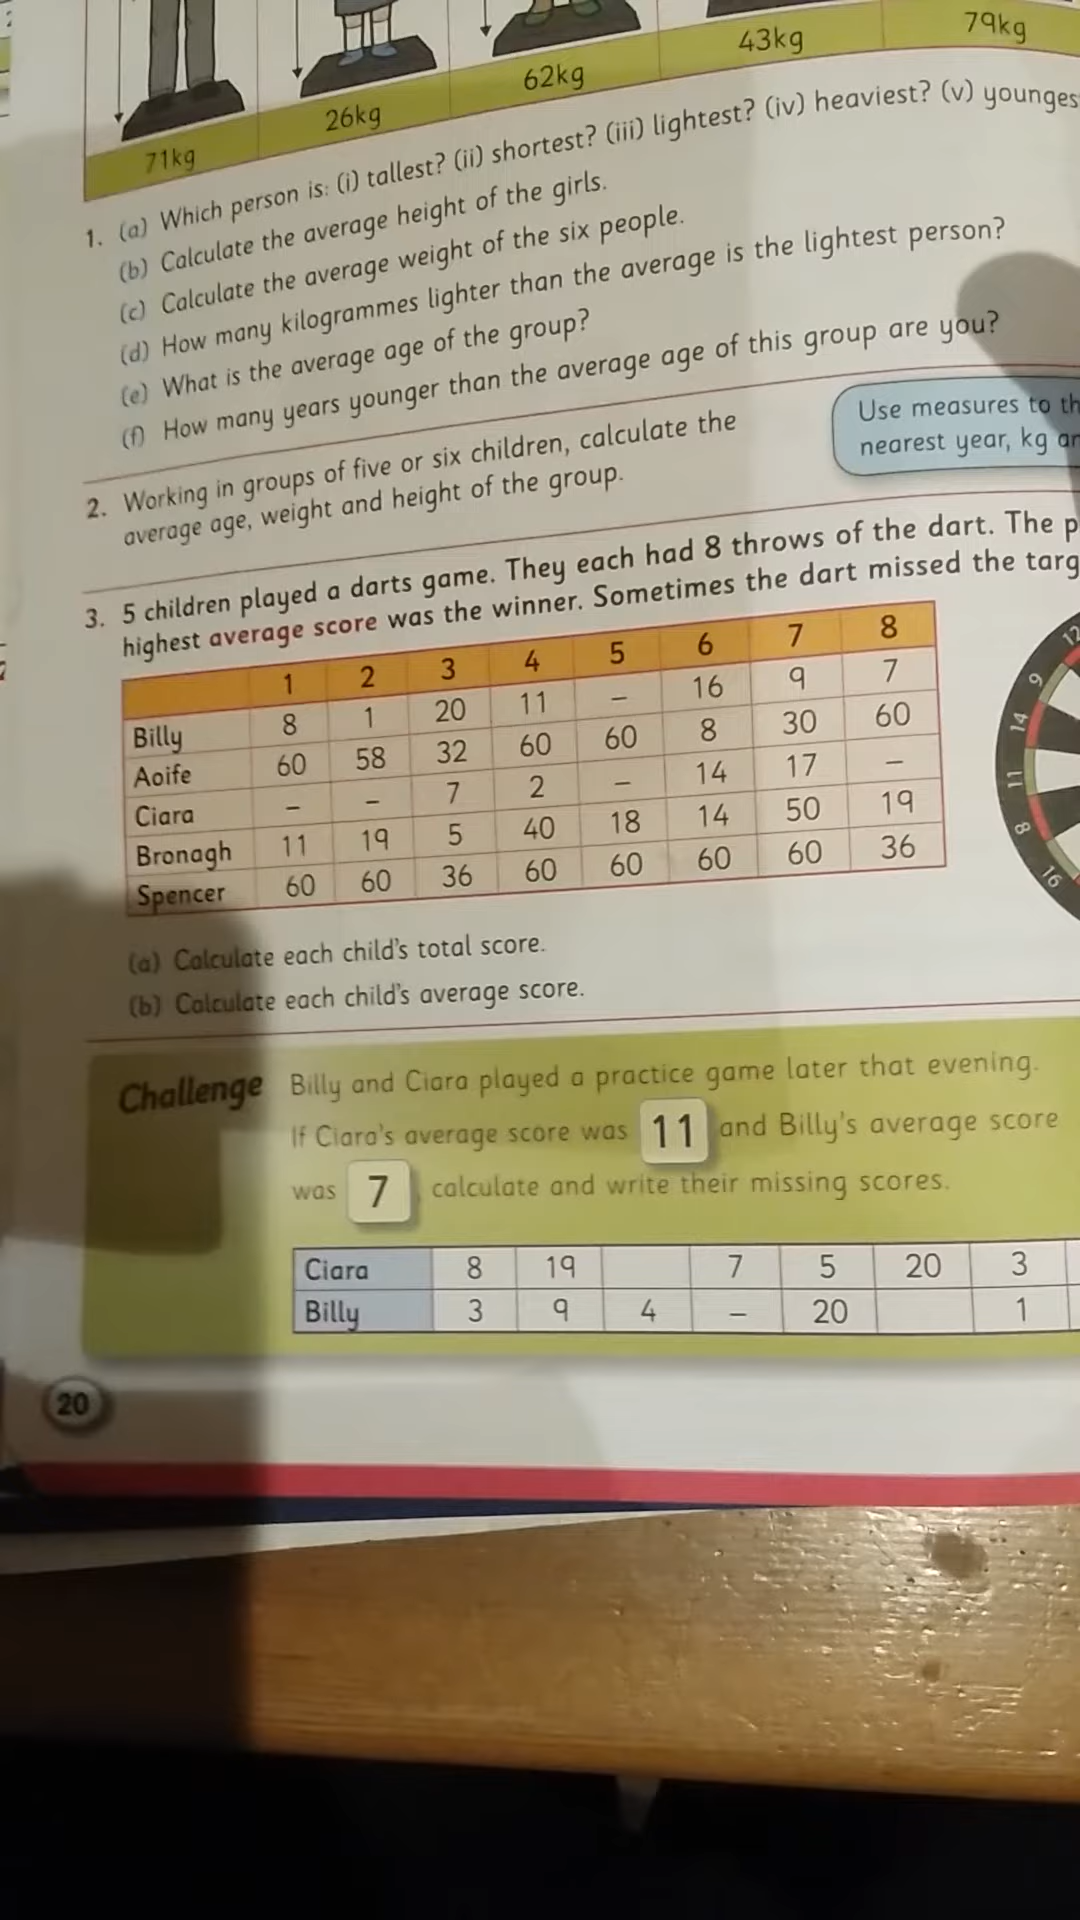 71kg 26kg 62kg 43kg 79kg
1. (a) Which person is: (i) tallest? (ii) shortest? (iii) lightest? (iv) heaviest? (v) younges
(b) Calculate the average height of the girls.
(c) Calculate the average weight of the six people.
(d) How many kilogrammes lighter than the average is the lightest person?
(e) What is the average age of the group?
(f) How many years younger than the average age of this group are you?
Use measures to th
nearest year, kg an
2. Working in groups of five or six children, calculate the
average age, weight and height of the group.
3. 5 children played a darts game. They each had 8 throws of the dart. The p
highest average score was the winner. Sometimes the dart missed the targ
1 2 3 4 5 6 7 8
Billy 8 1 20 11 – 16 9 7
Aoife 60 58 32 60 60 8 30 60
Ciara – – 7 2 – 14 17 –
Bronagh 11 19 5 40 18 14 50 19
Spencer 60 60 36 60 60 60 60 36
12
9
14
11
8
16
(a) Calculate each child's total score.
(b) Calculate each child's average score.
Challenge Billy and Ciara played a practice game later that evening.
If Ciara's average score was 11 and Billy's average score
was 7, calculate and write their missing scores.
Ciara 8 19 7 5 20 3
Billy 3 9 4 – 20 1
20